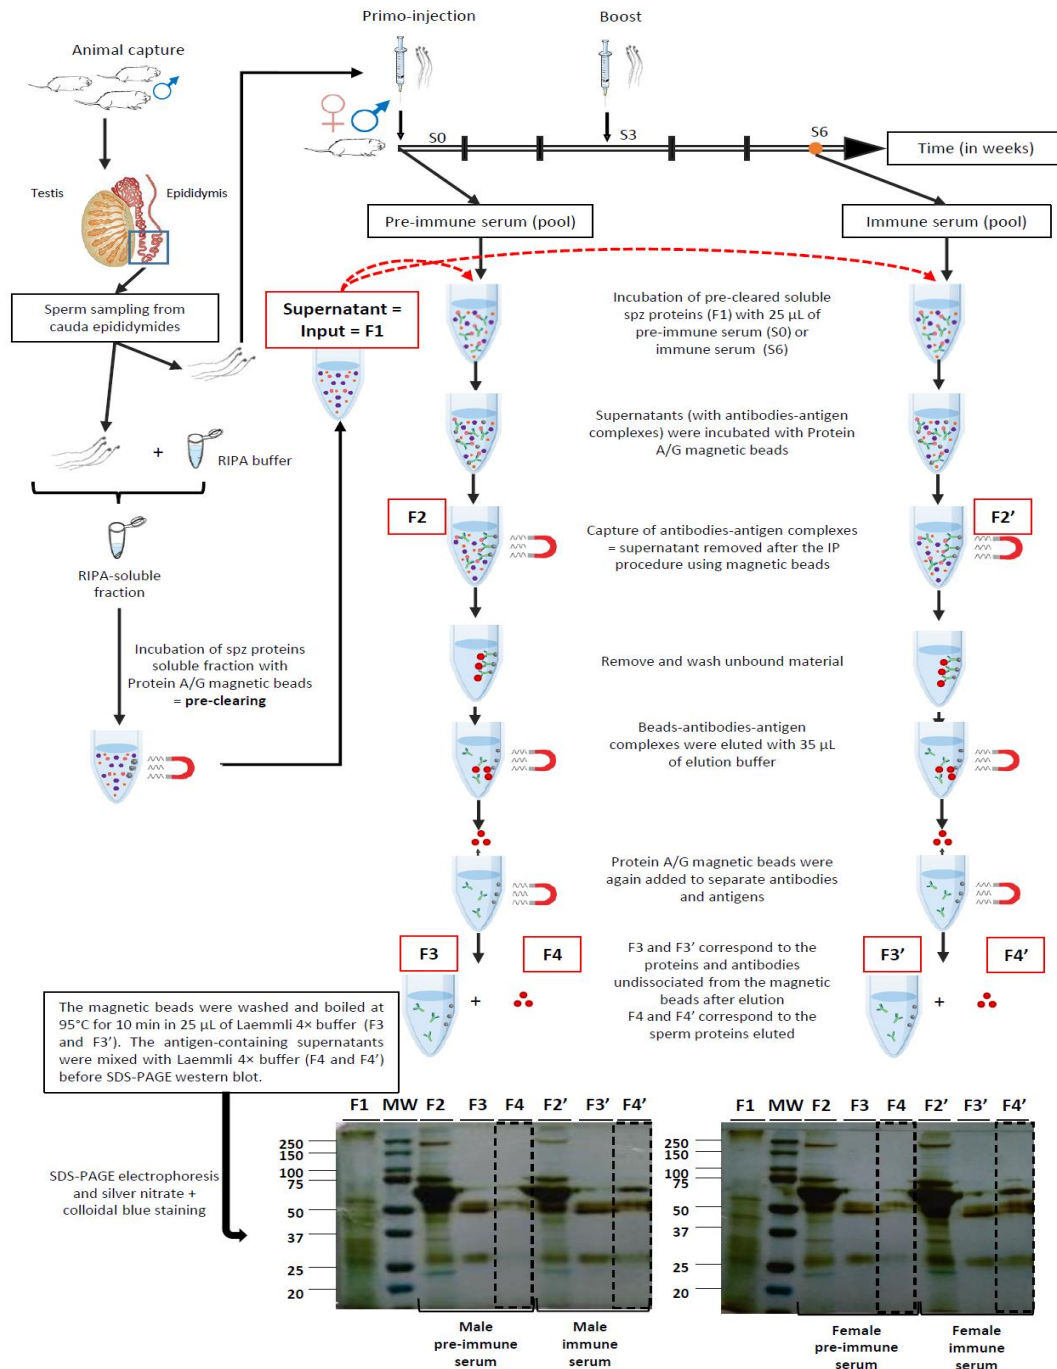 Primo-injection
Boost
Animal capture
S0
S3
S6
Time (in weeks)
Testis
Epididymis
Pre-immune serum (pool)
Immune serum (pool)
Sperm sampling from
cauda epididymides
Supernatant =
Input = F1
Incubation of pre-cleared soluble
spz proteins (F1) with 25 µL of
pre-immune serum (S0) or
immune serum (S6)
Supernatants (with antibodies-antigen
complexes) were incubated with Protein
A/G magnetic beads
+
RIPA buffer
F2
F2’
Capture of antibodies-antigen complexes
= supernatant removed after the IP
procedure using magnetic beads
RIPA-soluble
fraction
Incubation of spz proteins
soluble fraction with
Protein A/G magnetic beads
= pre-clearing
Remove and wash unbound material
Beads-antibodies-antigen
complexes were eluted with 35 µL
of elution buffer
Protein A/G magnetic beads were
again added to separate antibodies
and antigens
F3
F4
F3’
F4’
+
+
F3 and F3’ correspond to the
proteins and antibodies
undissociated from the magnetic
beads after elution
F4 and F4’ correspond to the
sperm proteins eluted
The magnetic beads were washed and boiled at
95°C for 10 min in 25 µL of Laemmli 4× buffer (F3
and F3’). The antigen-containing supernatants
were mixed with Laemmli 4× buffer (F4 and F4’)
before SDS-PAGE western blot.
SDS-PAGE electrophoresis
and silver nitrate +
colloidal blue staining
F1 MW F2 F3 F4 F2’ F3’ F4’
250
150
100
75
50
37
25
20
Male
pre-immune
serum
Male
immune
serum
F1 MW F2 F3 F4 F2’ F3’ F4’
250
150
100
75
50
37
25
20
Female
pre-immune
serum
Female
immune
serum